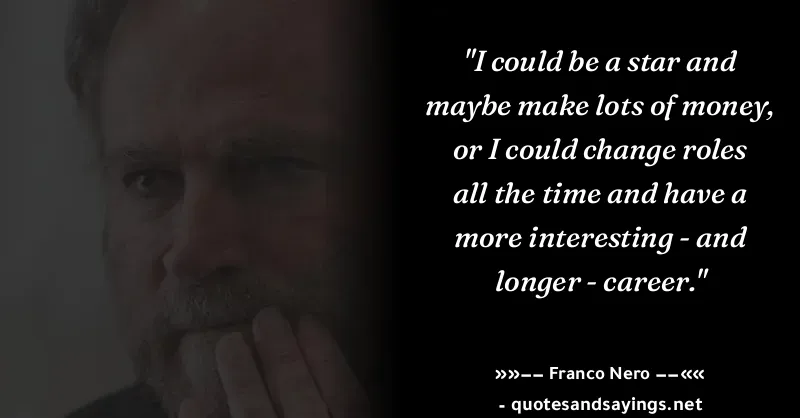 "I could be a star and
maybe make lots of money,
or I could change roles
all the time and have a
more interesting - and
longer - career."
»»−− Franco Nero −−««
- quotesandsayings.net